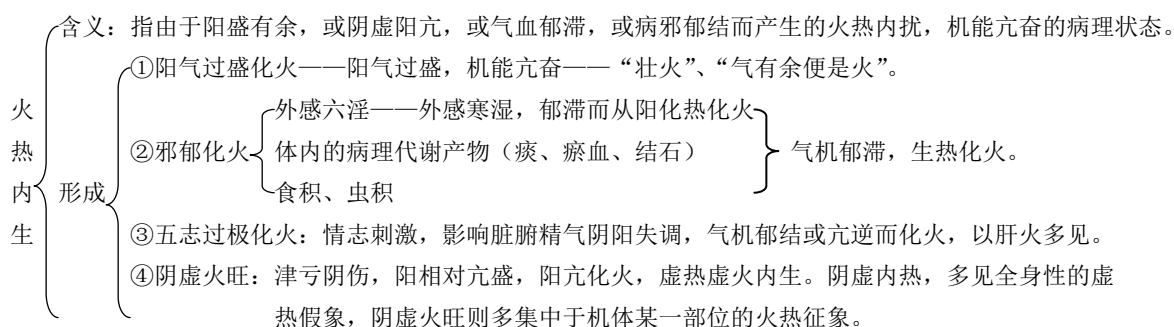 含义：指由于阳盛有余，或阴虚阳亢，或气血郁滞，或病邪郁结而产生的火热内扰，机能亢奋的病理状态。
①阳气过盛化火——阳气过盛，机能亢奋——“壮火”、“气有余便是火”。
火热内生
形成
②邪郁化火
外感六淫——外感寒湿，郁滞而从阳化热化火
体内的病理代谢产物（痰、瘀血、结石）
食积、虫积
气机郁滞，生热化火。
③五志过极化火：情志刺激，影响脏腑精气阴阳失调，气机郁结或亢逆而化火，以肝火多见。
④阴虚火旺：津亏阴伤，阳相对亢盛，阳亢化火，虚热虚火内生。阴虚内热，多见全身性的虚
热假象，阴虚火旺则多集中于机体某一部位的火热征象。